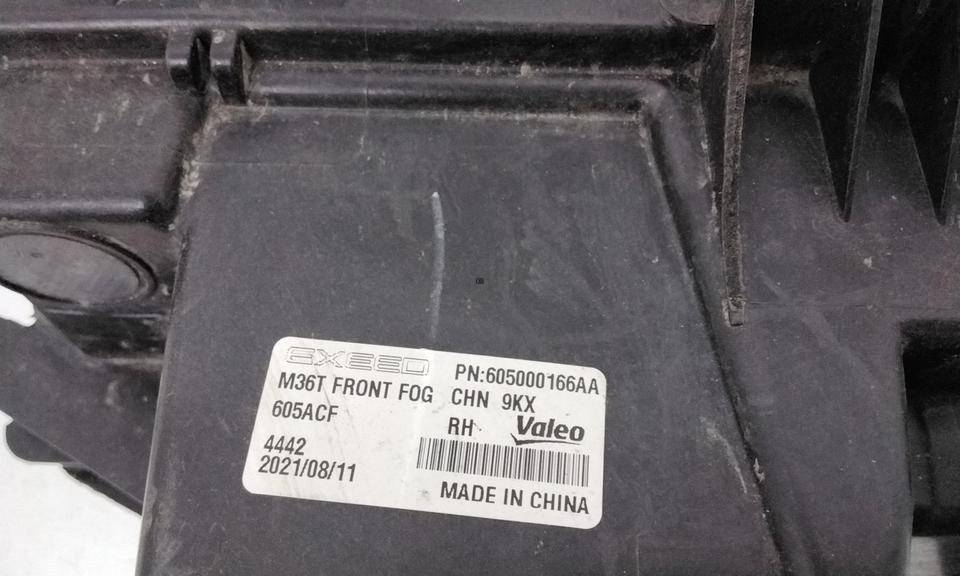 EXEED
PN:605000166AA
M36T FRONT FOG
CHN 9KX
605ACF
RH
Valeo
4442
2021/08/11
MADE IN CHINA